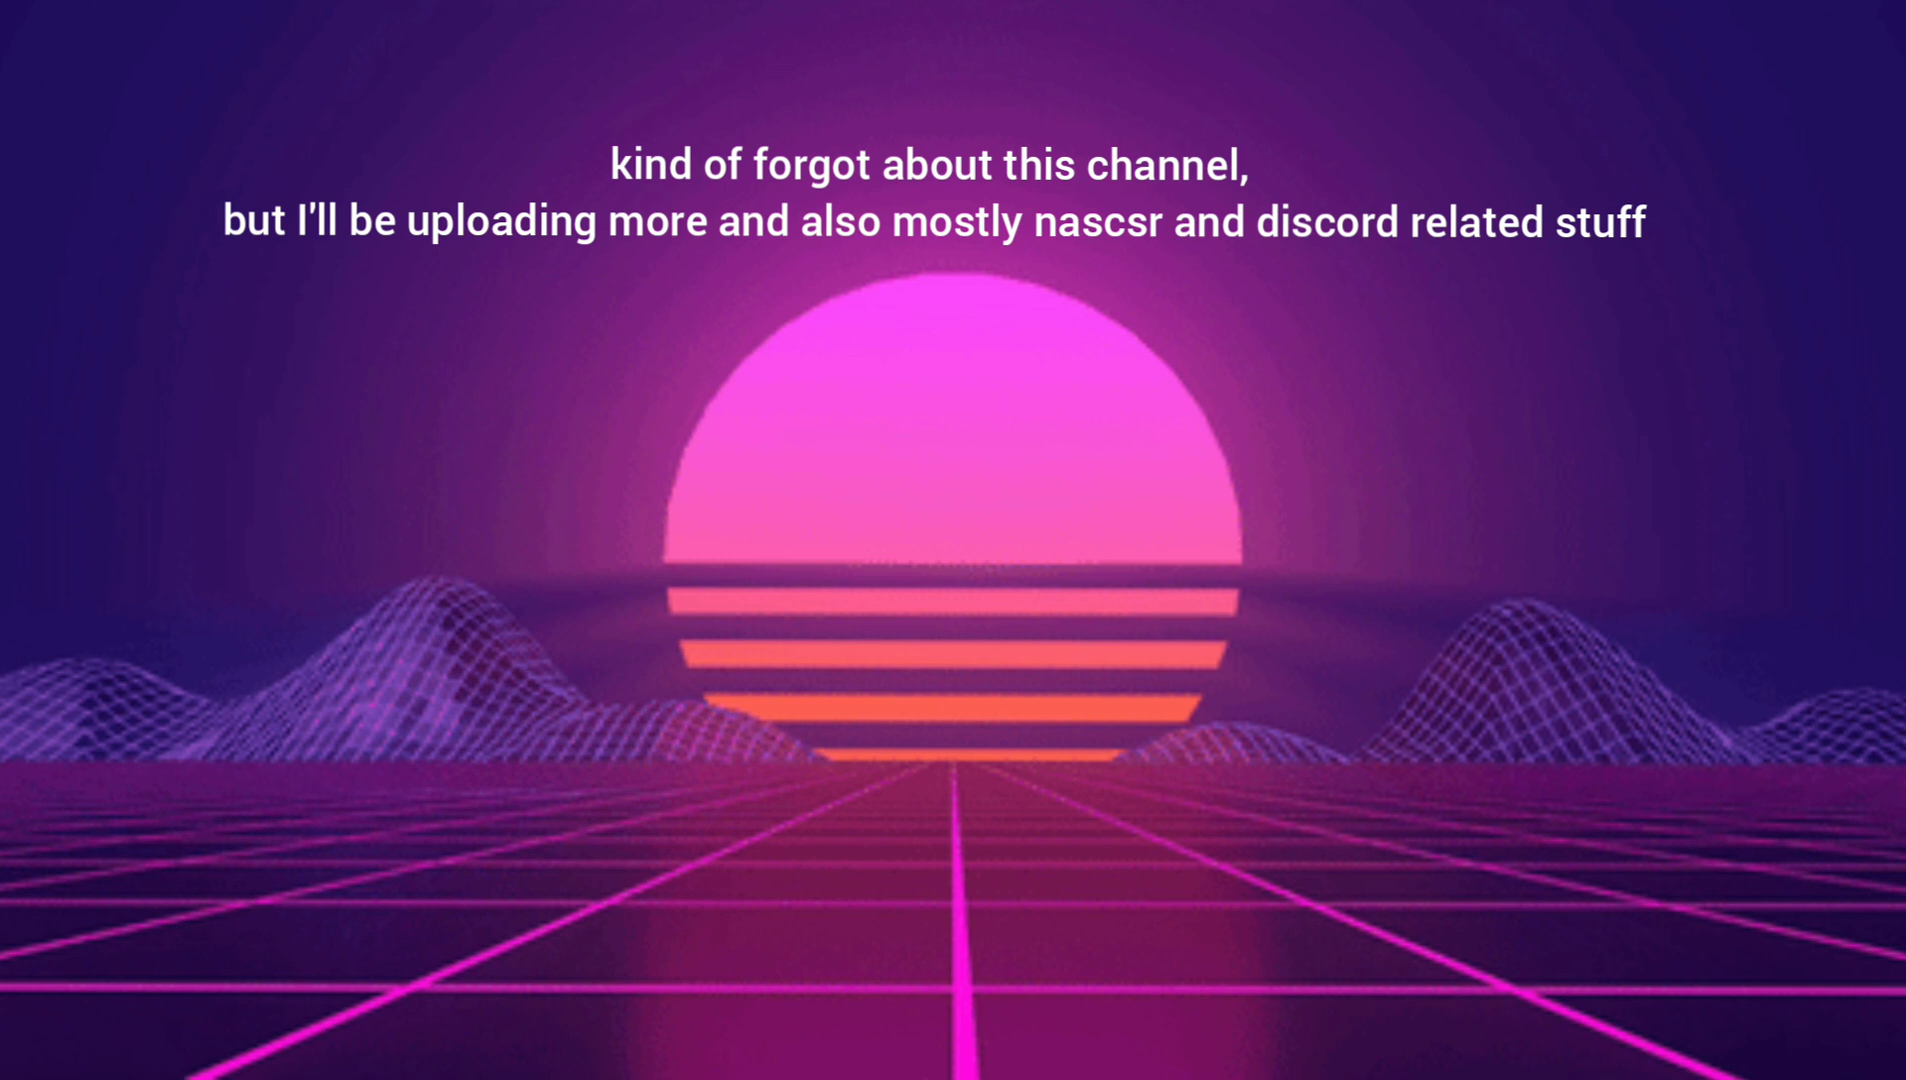 kind of forgot about this channel,
but I'll be uploading more and also mostly nascsr and discord related stuff